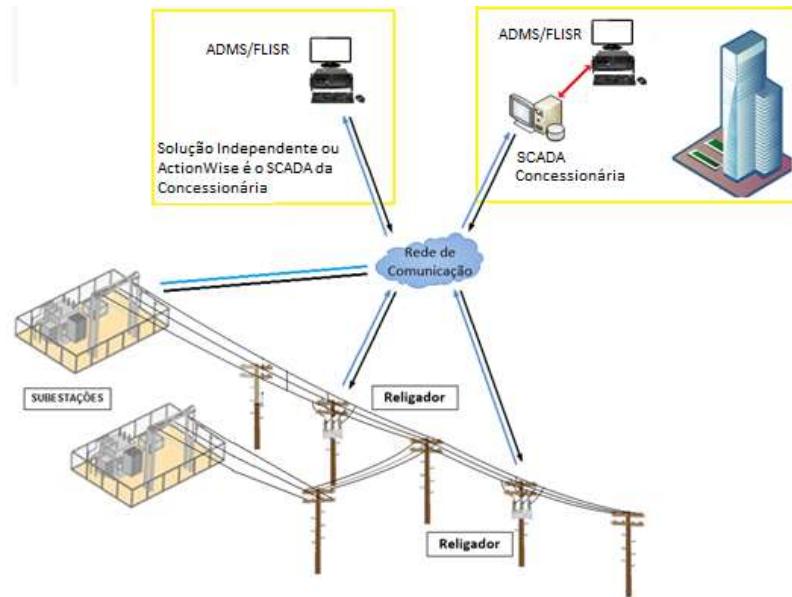 ADMS/FLISR
Solução Independente ou
ActionWise é o SCADA da
Concessionária
ADMS/FLISR
SCADA
Concessionária
Rede de
Comunicação
SUBESTAÇÕES
Religador
Religador